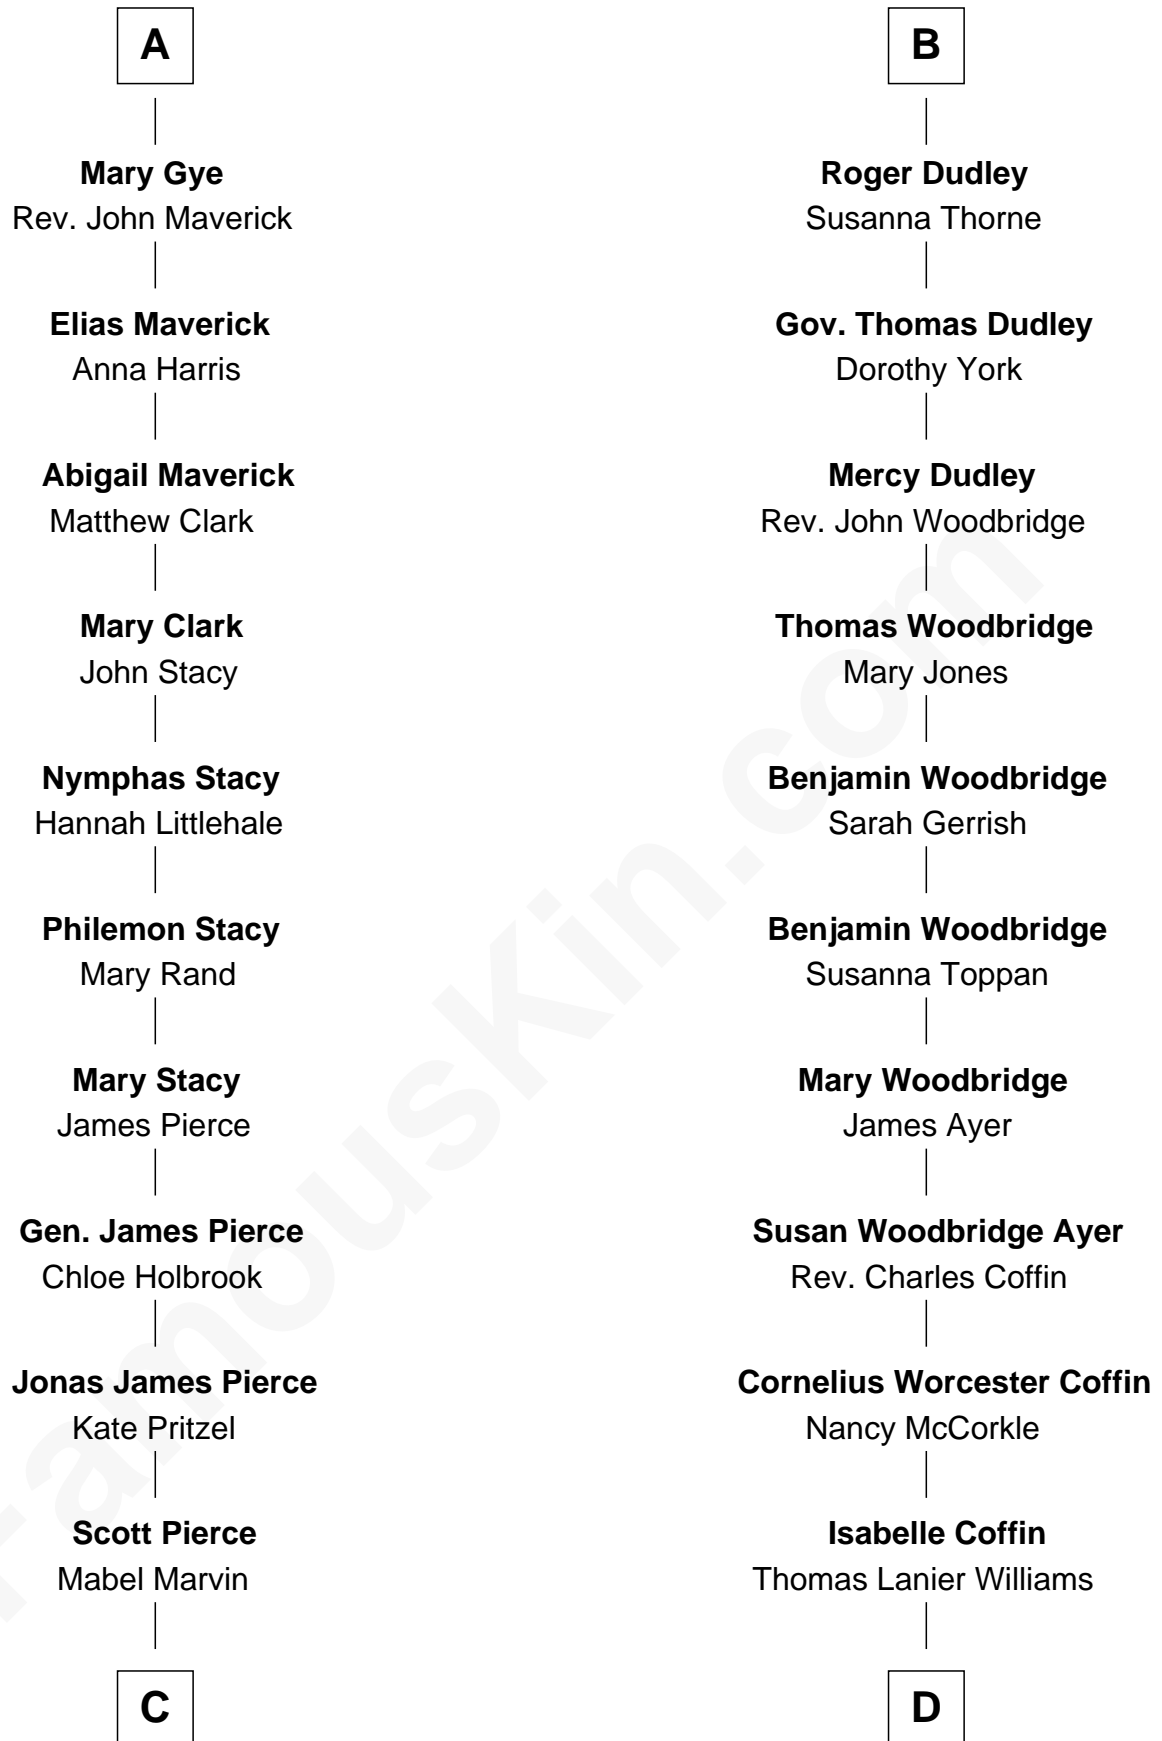 A
Mary Gye
Rev. John Maverick
Elias Maverick
Anna Harris
Abigail Maverick
Matthew Clark
Mary Clark
John Stacy
Nymphas Stacy
Hannah Littlehale
Philemon Stacy
Mary Rand
Mary Stacy
James Pierce
Gen. James Pierce
Chloe Holbrook
Jonas James Pierce
Kate Pritzel
Scott Pierce
Mabel Marvin
C
B
Roger Dudley
Susanna Thorne
Gov. Thomas Dudley
Dorothy York
Mercy Dudley
Rev. John Woodbridge
Thomas Woodbridge
Mary Jones
Benjamin Woodbridge
Sarah Gerrish
Benjamin Woodbridge
Susanna Toppan
Mary Woodbridge
James Ayer
Susan Woodbridge Ayer
Rev. Charles Coffin
Cornelius Worcester Coffin
Nancy McCorkle
Isabelle Coffin
Thomas Lanier Williams
D
FamousKin.com